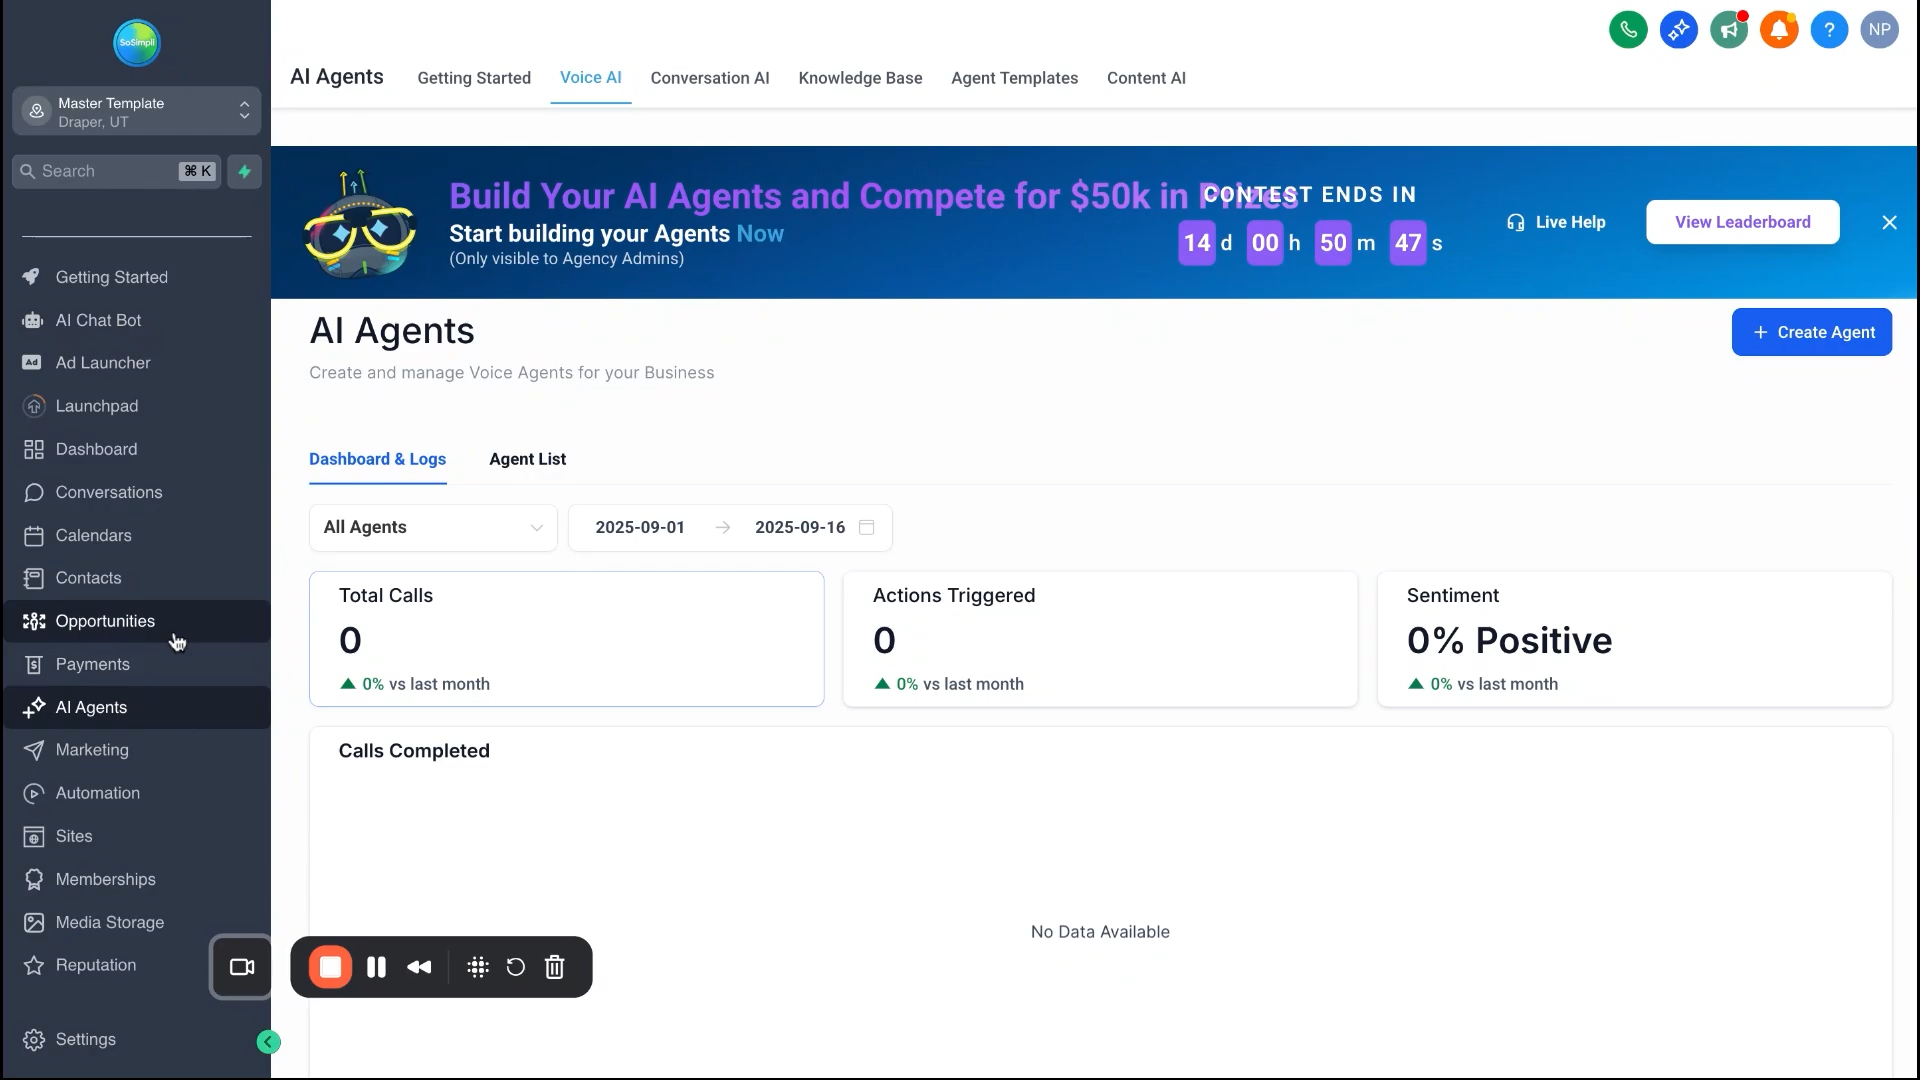 SoSimpli
Master Template
Draper, UT
Search
⌘ K
Getting Started
AI Chat Bot
Ad
Ad Launcher
Launchpad
Dashboard
Conversations
Calendars
Contacts
Opportunities
Payments
AI Agents
Marketing
Automation
Sites
Memberships
Media Storage
Reputation
Settings
NP
AI Agents
Getting Started
Voice AI
Conversation AI
Knowledge Base
Agent Templates
Content AI
Build Your AI Agents and Compete for $50k in Prizes
Start building your Agents Now
(Only visible to Agency Admins)
CONTEST ENDS IN
14 d 00 h 50 m 47 s
Live Help
View Leaderboard
AI Agents
Create and manage Voice Agents for your Business
+ Create Agent
Dashboard & Logs
Agent List
All Agents
2025-09-01 → 2025-09-16
Total Calls
0
0% vs last month
Actions Triggered
0
0% vs last month
Sentiment
0% Positive
0% vs last month
Calls Completed
No Data Available